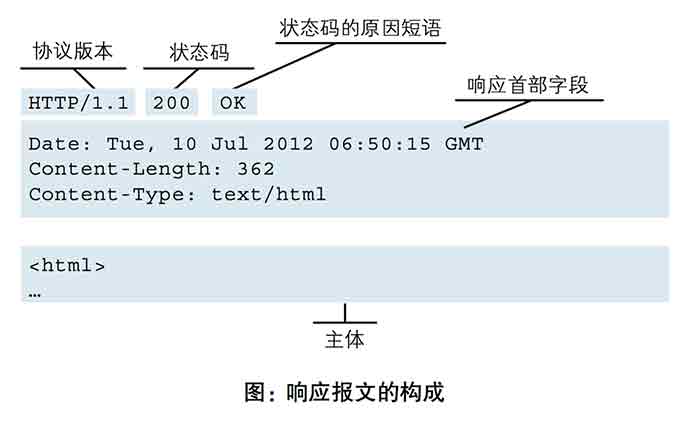 协议版本 状态码 状态码的原因短语
HTTP/1.1 200 OK
响应首部字段
Date: Tue, 10 Jul 2012 06:50:15 GMT
Content-Length: 362
Content-Type: text/html
<html>
…
主体
图：响应报文的构成